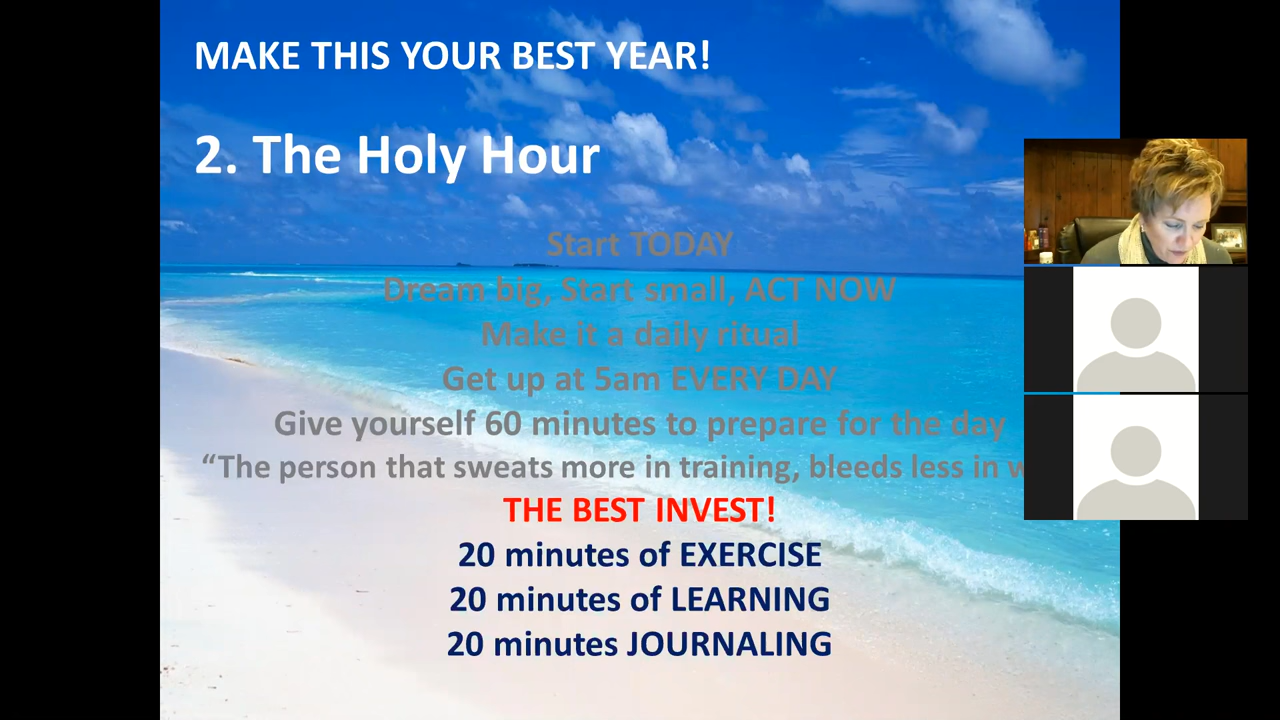 MAKE THIS YOUR BEST YEAR!
2. The Holy Hour
Start TODAY
Dream big, Start small, ACT NOW
Make it a daily ritual
Get up at 5am EVERY DAY
Give yourself 60 minutes to prepare for the day
“The person that sweats more in training, bleeds less in
THE BEST INVEST!
20 minutes of EXERCISE
20 minutes of LEARNING
20 minutes JOURNALING